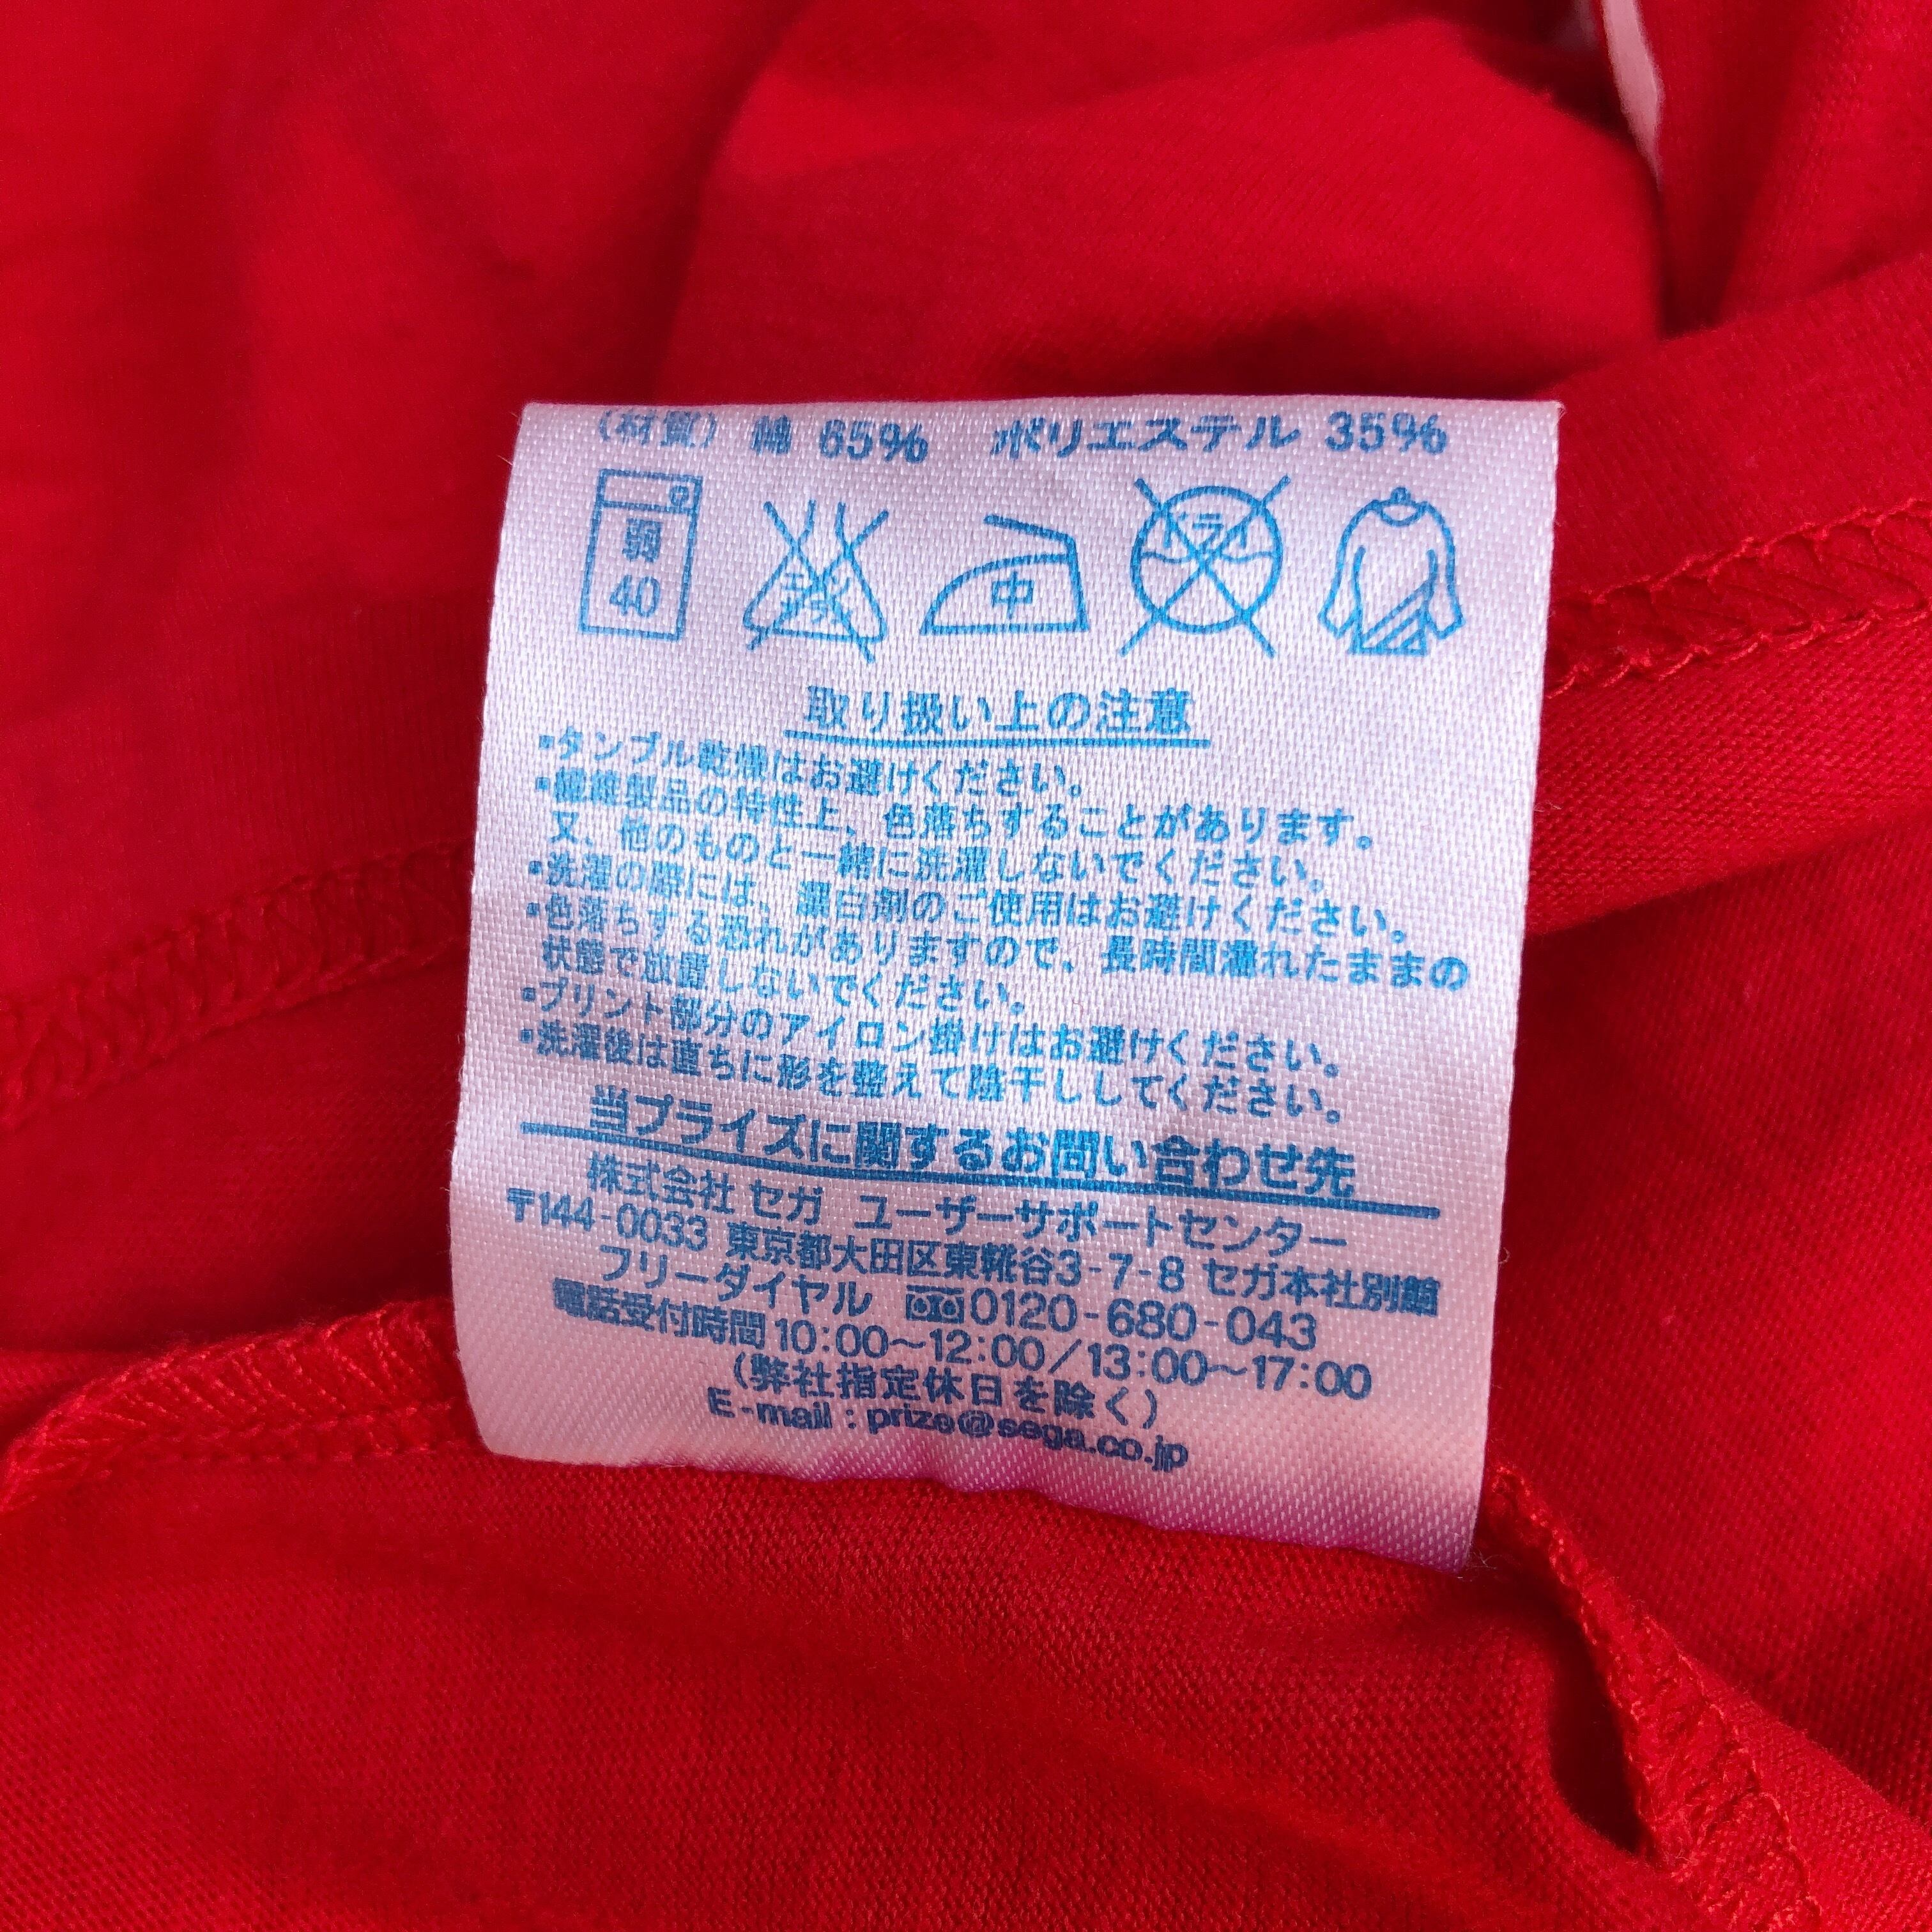 (材質) 綿 65% ポリエステル 35%
弱
40
エンソ
サラシ
中
ドライ
取り扱い上の注意
・タンブル乾燥はお避けください。
・繊維製品の特性上、色落ちすることがあります。
又、他のものと一緒に洗濯しないでください。
・洗濯の際には、漂白剤のご使用はお避けください。
・色落ちする恐れがありますので、長時間濡れたままの
状態で放置しないでください。
・プリント部分のアイロン掛けはお避けください。
・洗濯後は直ちに形を整えて陰干ししてください。
当プライズに関するお問い合わせ先
株式会社 セガ ユーザーサポートセンター
〒144-0033 東京都大田区東糀谷3-7-8 セガ本社別館
フリーダイヤル 0120-680-043
電話受付時間10:00〜12:00/13:00〜17:00
(弊社指定休日を除く)
E-mail : prize@sega.co.jp